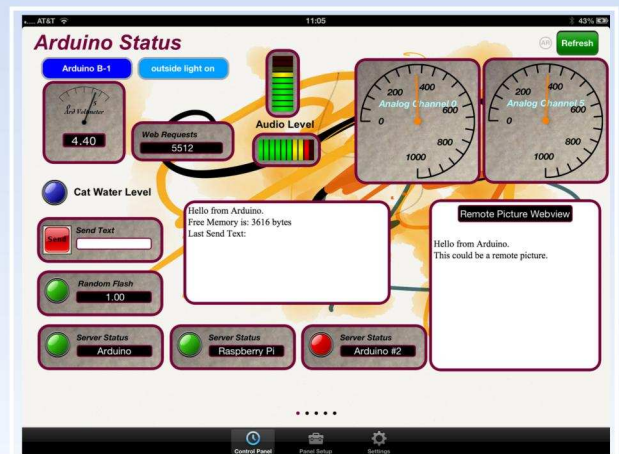 .... AT&T 11:05 43%
Arduino Status
AP Refresh
Arduino B-1 outside light on
Ard Voltmeter
4.40
Web Requests
5512
Audio Level
0 200 400 600 800 1000
Analog Channel 0
0 200 400 600 800 1000
Analog Channel 5
Cat Water Level
Send
Send Text
Hello from Arduino.
Free Memory is: 3616 bytes
Last Send Text:
Remote Picture Webview
Hello from Arduino.
This could be a remote picture.
Random Flash
1.00
Server Status
Arduino
Server Status
Raspberry Pi
Server Status
Arduino #2
Control Panel Panel Setup Settings